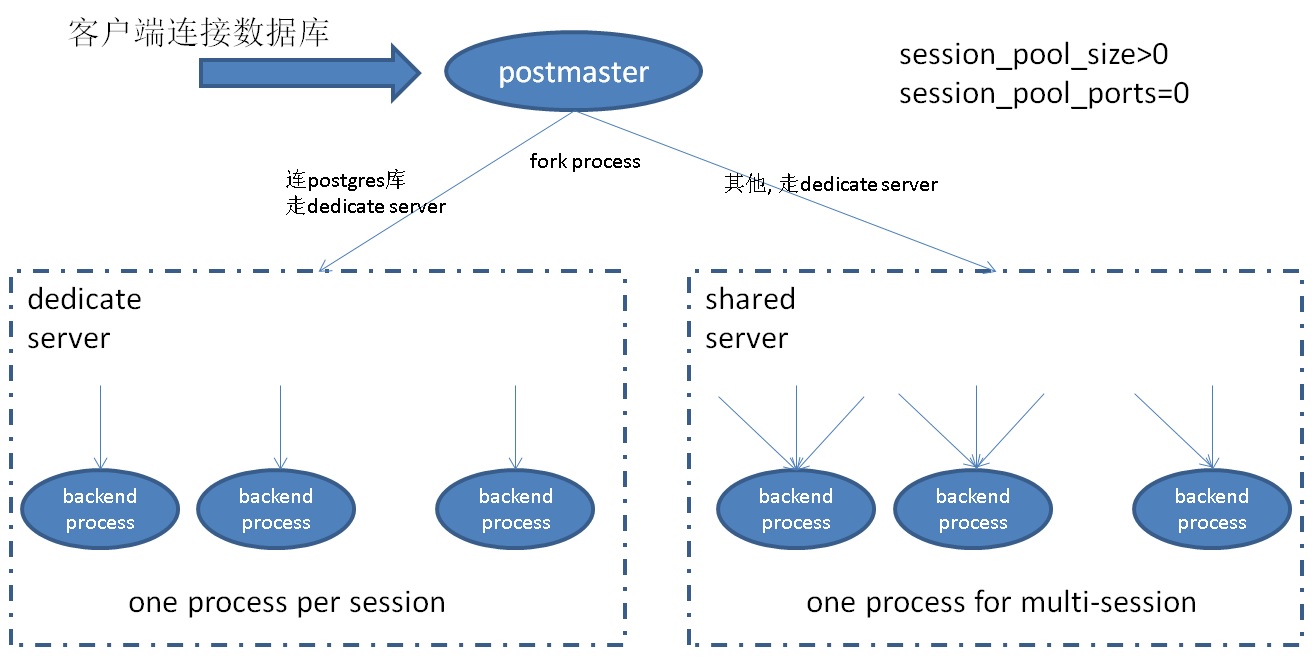 客户端连接数据库
postmaster
session_pool_size>0
session_pool_ports=0
fork process
连postgres库
走dedicate server
其他, 走dedicate server
dedicate
server
shared
server
backend
process
backend
process
backend
process
backend
process
backend
process
backend
process
one process per session
one process for multi-session